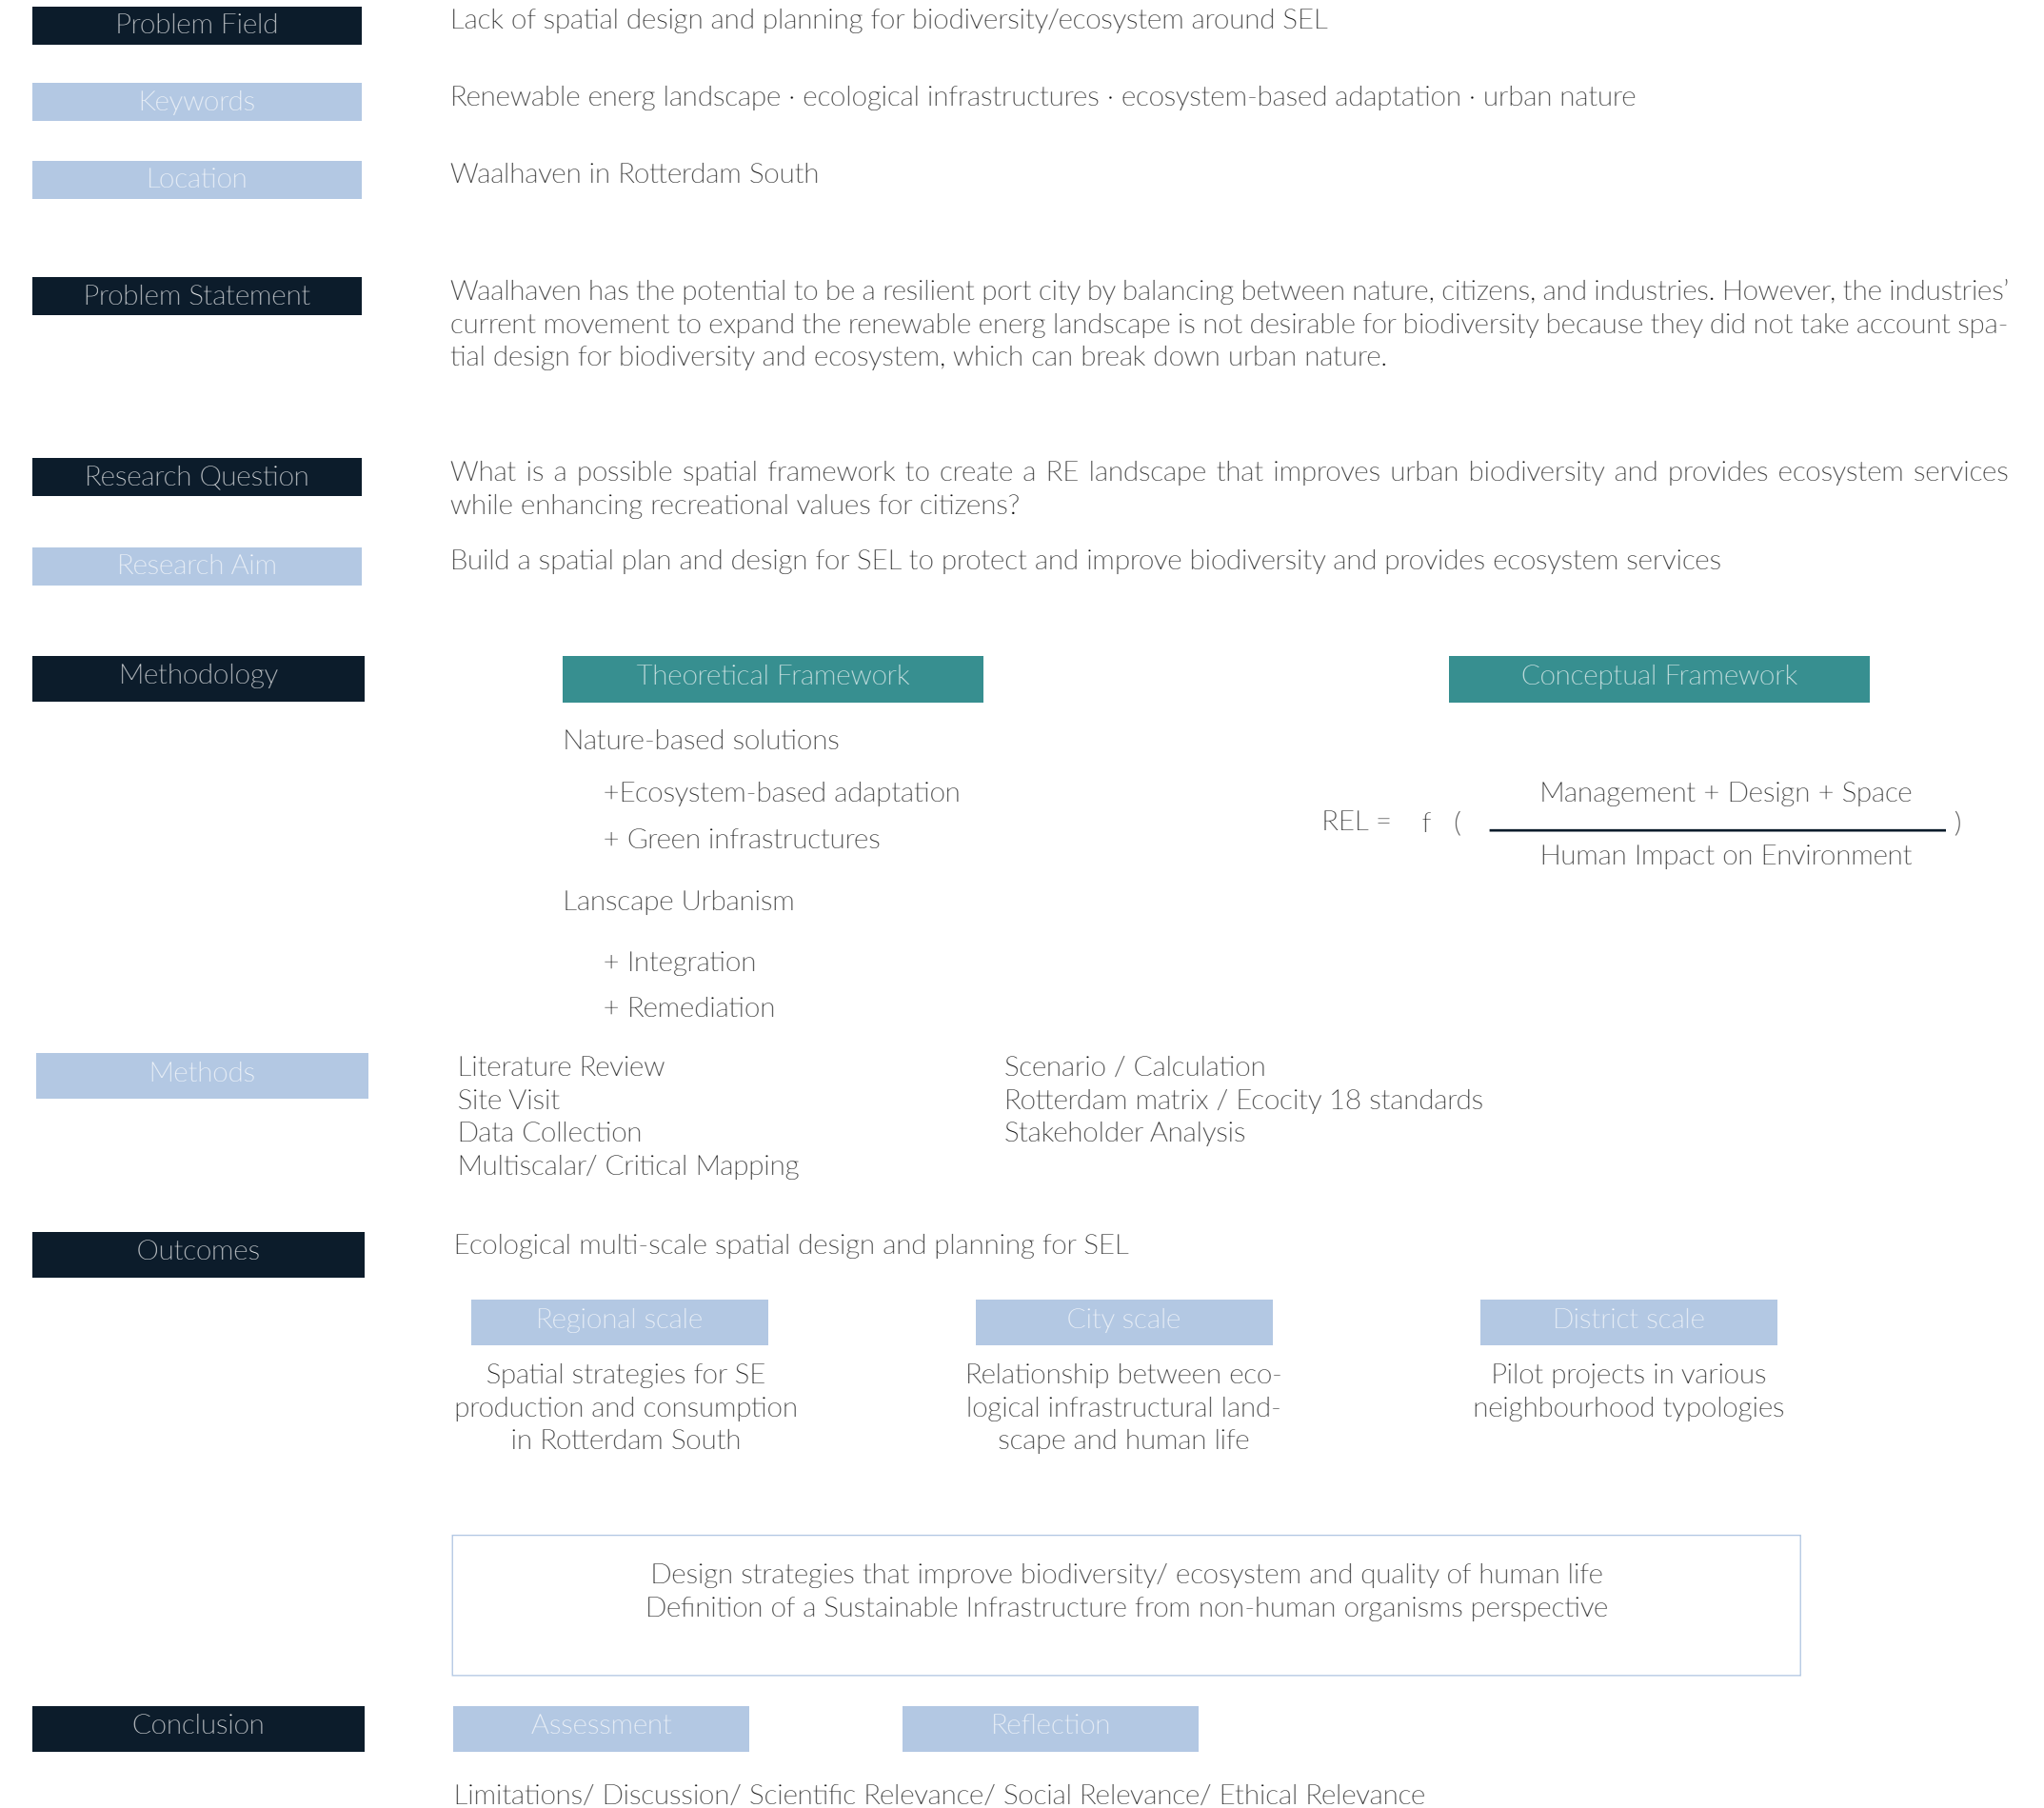 Problem Field
Lack of spatial design and planning for biodiversity/ecosystem around SEL
Keywords
Renewable energ landscape · ecological infrastructures · ecosystem-based adaptation · urban nature
Location
Waalhaven in Rotterdam South
Problem Statement
Waalhaven has the potential to be a resilient port city by balancing between nature, citizens, and industries. However, the industries’
current movement to expand the renewable energ landscape is not desirable for biodiversity because they did not take account spa-
tial design for biodiversity and ecosystem, which can break down urban nature.
Research Question
What is a possible spatial framework to create a RE landscape that improves urban biodiversity and provides ecosystem services
while enhancing recreational values for citizens?
Research Aim
Build a spatial plan and design for SEL to protect and improve biodiversity and provides ecosystem services
Methodology
Theoretical Framework
Nature-based solutions
+Ecosystem-based adaptation
+ Green infrastructures
Lanscape Urbanism
+ Integration
+ Remediation
Conceptual Framework
Management + Design + Space
REL = f ( )
Human Impact on Environment
Methods
Literature Review
Site Visit
Data Collection
Multiscalar/ Critical Mapping
Scenario / Calculation
Rotterdam matrix / Ecocity 18 standards
Stakeholder Analysis
Outcomes
Ecological multi-scale spatial design and planning for SEL
Regional scale
Spatial strategies for SE
production and consumption
in Rotterdam South
City scale
Relationship between eco-
logical infrastructural land-
scape and human life
District scale
Pilot projects in various
neighbourhood typologies
Design strategies that improve biodiversity/ ecosystem and quality of human life
Definition of a Sustainable Infrastructure from non-human organisms perspective
Conclusion
Assessment
Reflection
Limitations/ Discussion/ Scientific Relevance/ Social Relevance/ Ethical Relevance